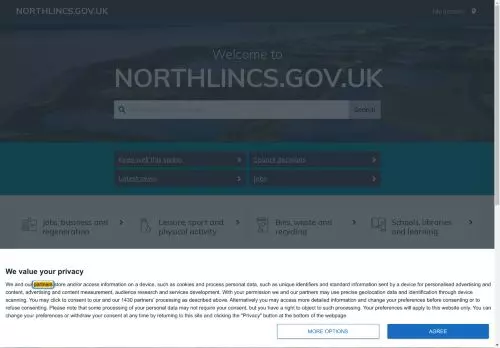 NORTHLINCS.GOV.UK
My account
Welcome to
NORTHLINCS.GOV.UK
Search
Keep well this spring
Council decisions
Latest news
Jobs
Jobs, business and regeneration
Leisure, sport and physical activity
Bins, waste and recycling
Schools, libraries and learning
We value your privacy
We and our partners store and/or access information on a device, such as cookies and process personal data, such as unique identifiers and standard information sent by a device for personalised advertising and
content, advertising and content measurement, audience research and services development. With your permission we and our partners may use precise geolocation data and identification through device
scanning. You may click to consent to our and our 1430 partners' processing as described above. Alternatively you may access more detailed information and change your preferences before consenting or to
refuse consenting. Please note that some processing of your personal data may not require your consent, but you have a right to object to such processing. Your preferences will apply to this website only. You can
change your preferences or withdraw your consent at any time by returning to this site and clicking the "Privacy" button at the bottom of the webpage.
MORE OPTIONS
AGREE